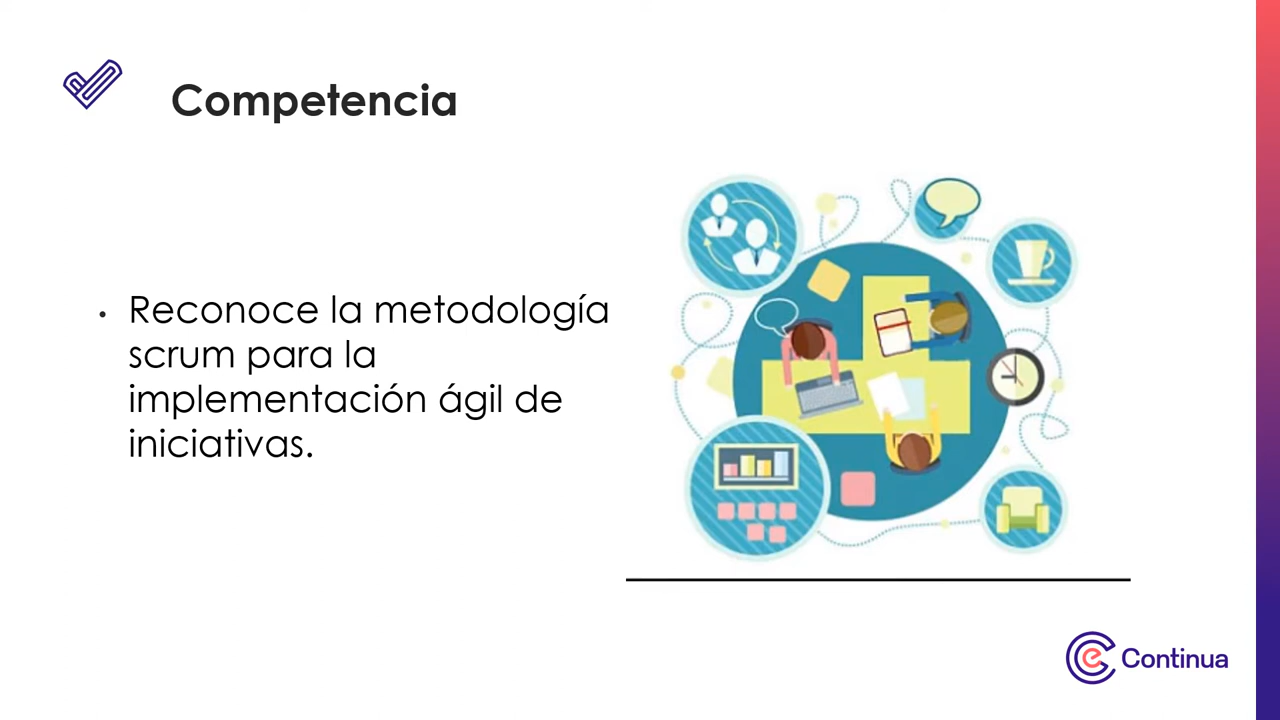 Competencia
• Reconoce la metodología
scrum para la
implementación ágil de
iniciativas.
Continua